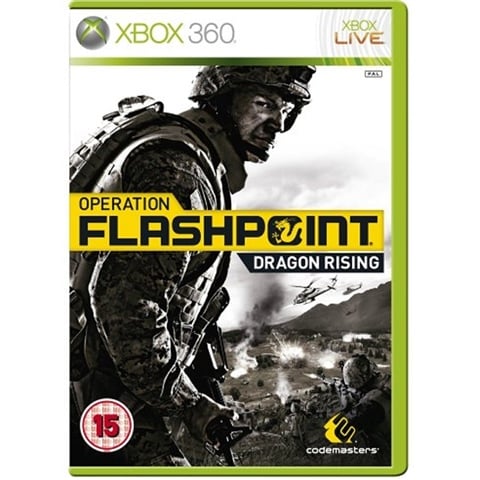 XBOX 360
XBOX
LIVE
PAL
OPERATION
FLASHPOINT
DRAGON RISING
15
codemasters